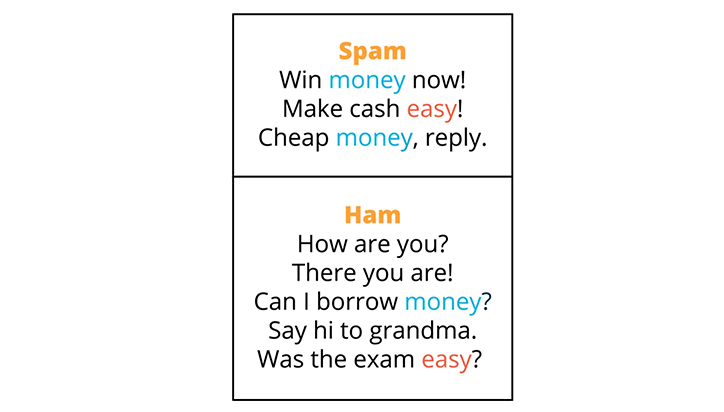 Spam
Win money now!
Make cash easy!
Cheap money, reply.
Ham
How are you?
There you are!
Can I borrow money?
Say hi to grandma.
Was the exam easy?